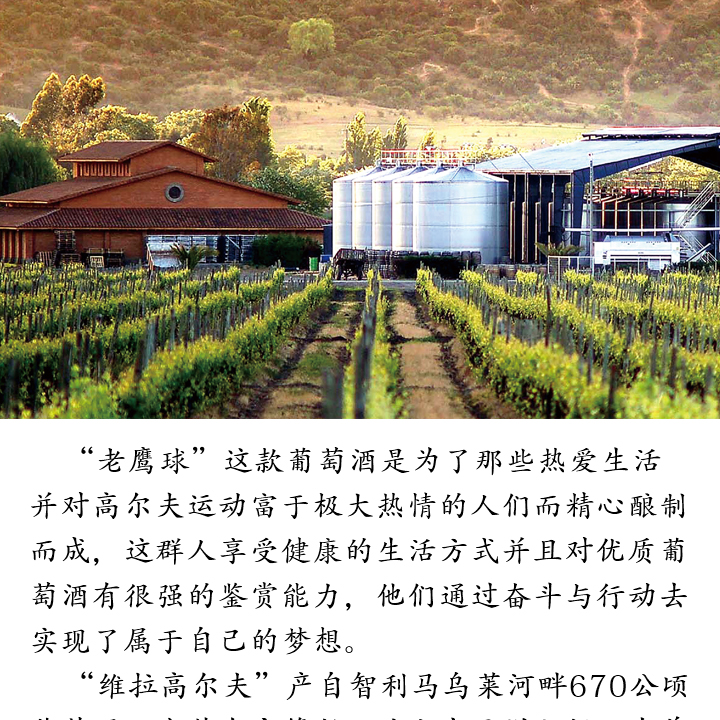 “老鹰球”这款葡萄酒是为了那些热爱生活
并对高尔夫运动富于极大热情的人们而精心酿制
而成，这群人享受健康的生活方式并且对优质葡
萄酒有很强的鉴赏能力，他们通过奋斗与行动去
实现了属于自己的梦想。
“维拉高尔夫”产自智利马乌莱河畔670公顷